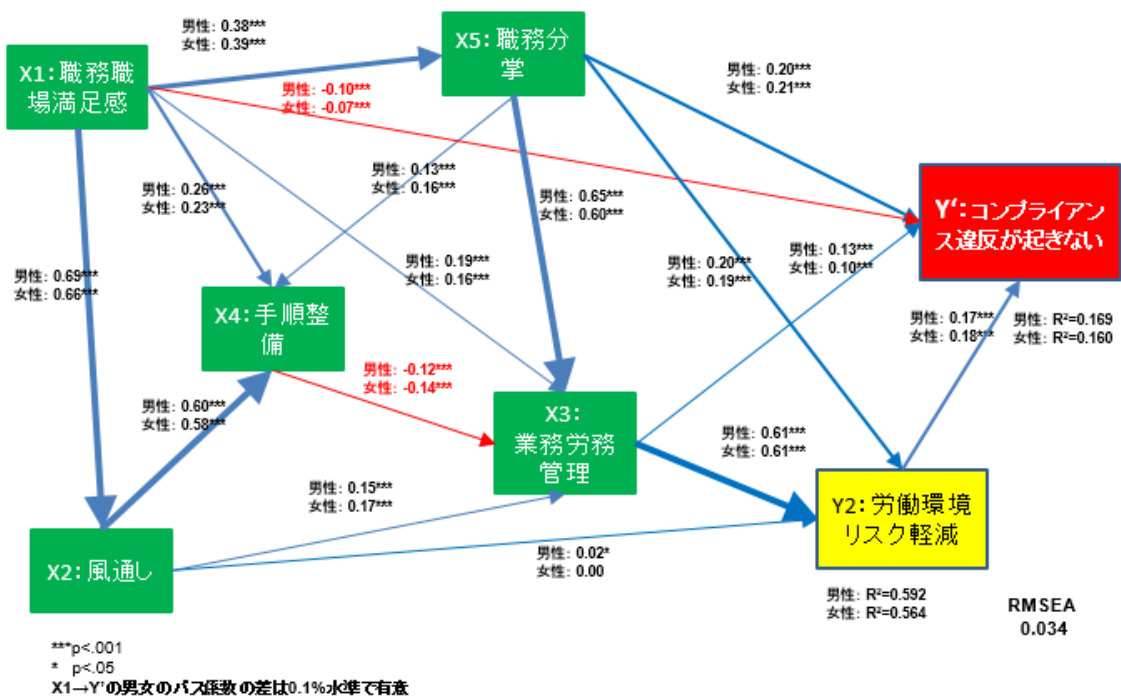 男性: 0.38***
女性: 0.39***
X1:職務職
場満足感
X5:職務分
掌
男性: -0.10***
女性: -0.07***
男性: 0.20***
女性: 0.21***
男性: 0.26***
女性: 0.23***
男性: 0.13***
女性: 0.16***
男性: 0.65***
女性: 0.60***
Y‘:コンプライアン
ス違反が起きない
男性: 0.69***
女性: 0.66***
男性: 0.19***
女性: 0.16***
男性: 0.20***
女性: 0.19***
男性: 0.13***
女性: 0.10***
X4:手順整
備
男性: 0.17***
女性: 0.18***
男性: R²=0.169
女性: R²=0.160
男性: -0.12***
女性: -0.14***
男性: 0.60***
女性: 0.58***
X3:
業務労務
管理
男性: 0.61***
女性: 0.61***
男性: 0.15***
女性: 0.17***
Y2:労働環境
リスク軽減
X2:風通し
男性: 0.02*
女性: 0.00
男性: R²=0.592
女性: R²=0.564
RMSEA
0.034
***p<.001
* p<.05
X1→Y'の男女のパス係数の差は0.1%水準で有意